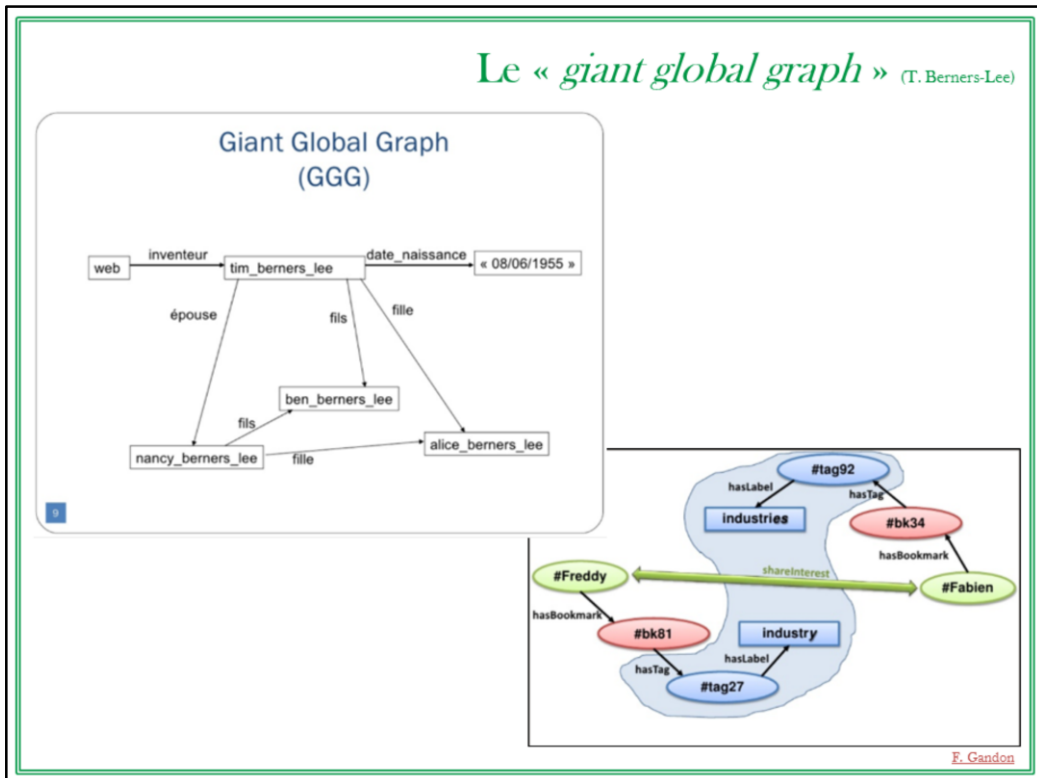 Le « giant global graph » (T. Berners-Lee)
Giant Global Graph
(GGG)
inventeur
date_naissance
web
tim_berners_lee
« 08/06/1955 »
épouse
fils
fille
ben_berners_lee
fils
alice_berners_lee
nancy_berners_lee
fille
9
#tag92
hasLabel
hasTag
industries
#bk34
hasBookmark
#Freddy
shareInterest
#Fabien
hasBookmark
#bk81
industry
hasLabel
hasTag
#tag27
F. Gandon